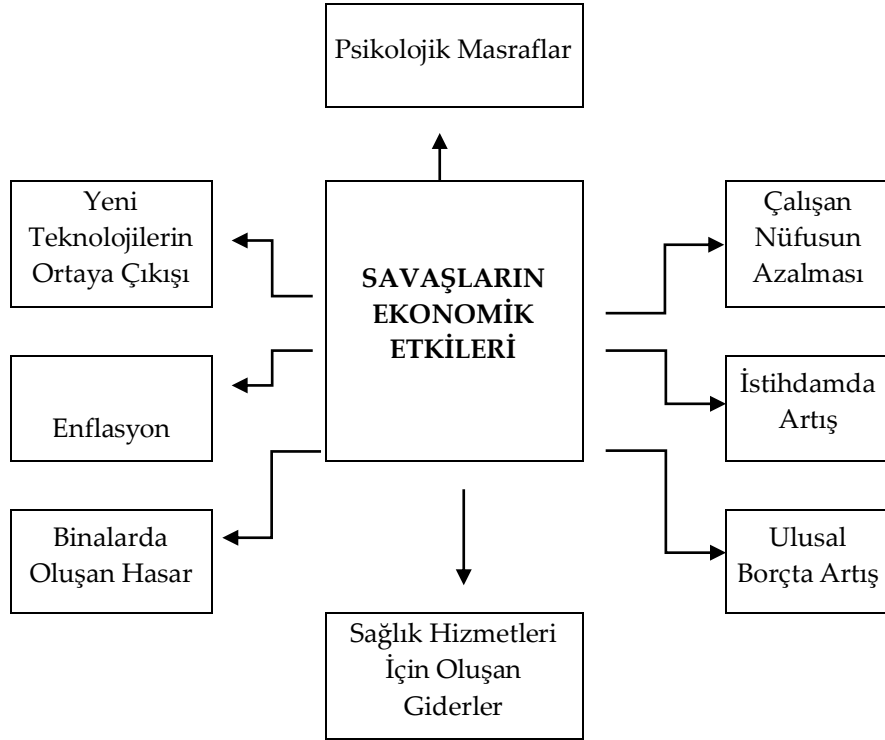 Psikolojik Masraflar
Yeni
Teknolojilerin
Ortaya Çıkışı
SAVAŞLARIN
EKONOMİK
ETKİLERİ
Çalışan
Nüfusun
Azalması
Enflasyon
İstihdamda
Artış
Binalarda
Oluşan Hasar
Ulusal
Borçta Artış
Sağlık Hizmetleri
İçin Oluşan
Giderler